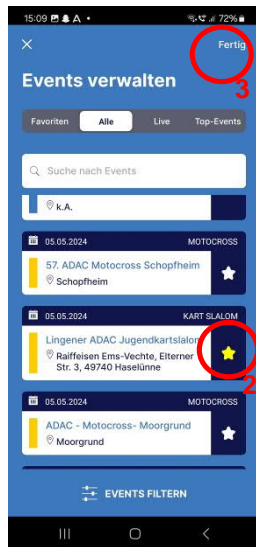 15:09
72%
Fertig
3
Events verwalten
Favoriten Alle Live Top-Events
Suche nach Events
k.A.
05.05.2024 MOTOCROSS
57. ADAC Motocross Schopfheim
Schopfheim
05.05.2024 KART SLALOM
Lingener ADAC Jugendkartslalom
Raiffeisen Ems-Vechte, Elterner
Str. 3, 49740 Haselünne
2
05.05.2024 MOTOCROSS
ADAC - Motocross- Moorgrund
Moorgrund
EVENTS FILTERN